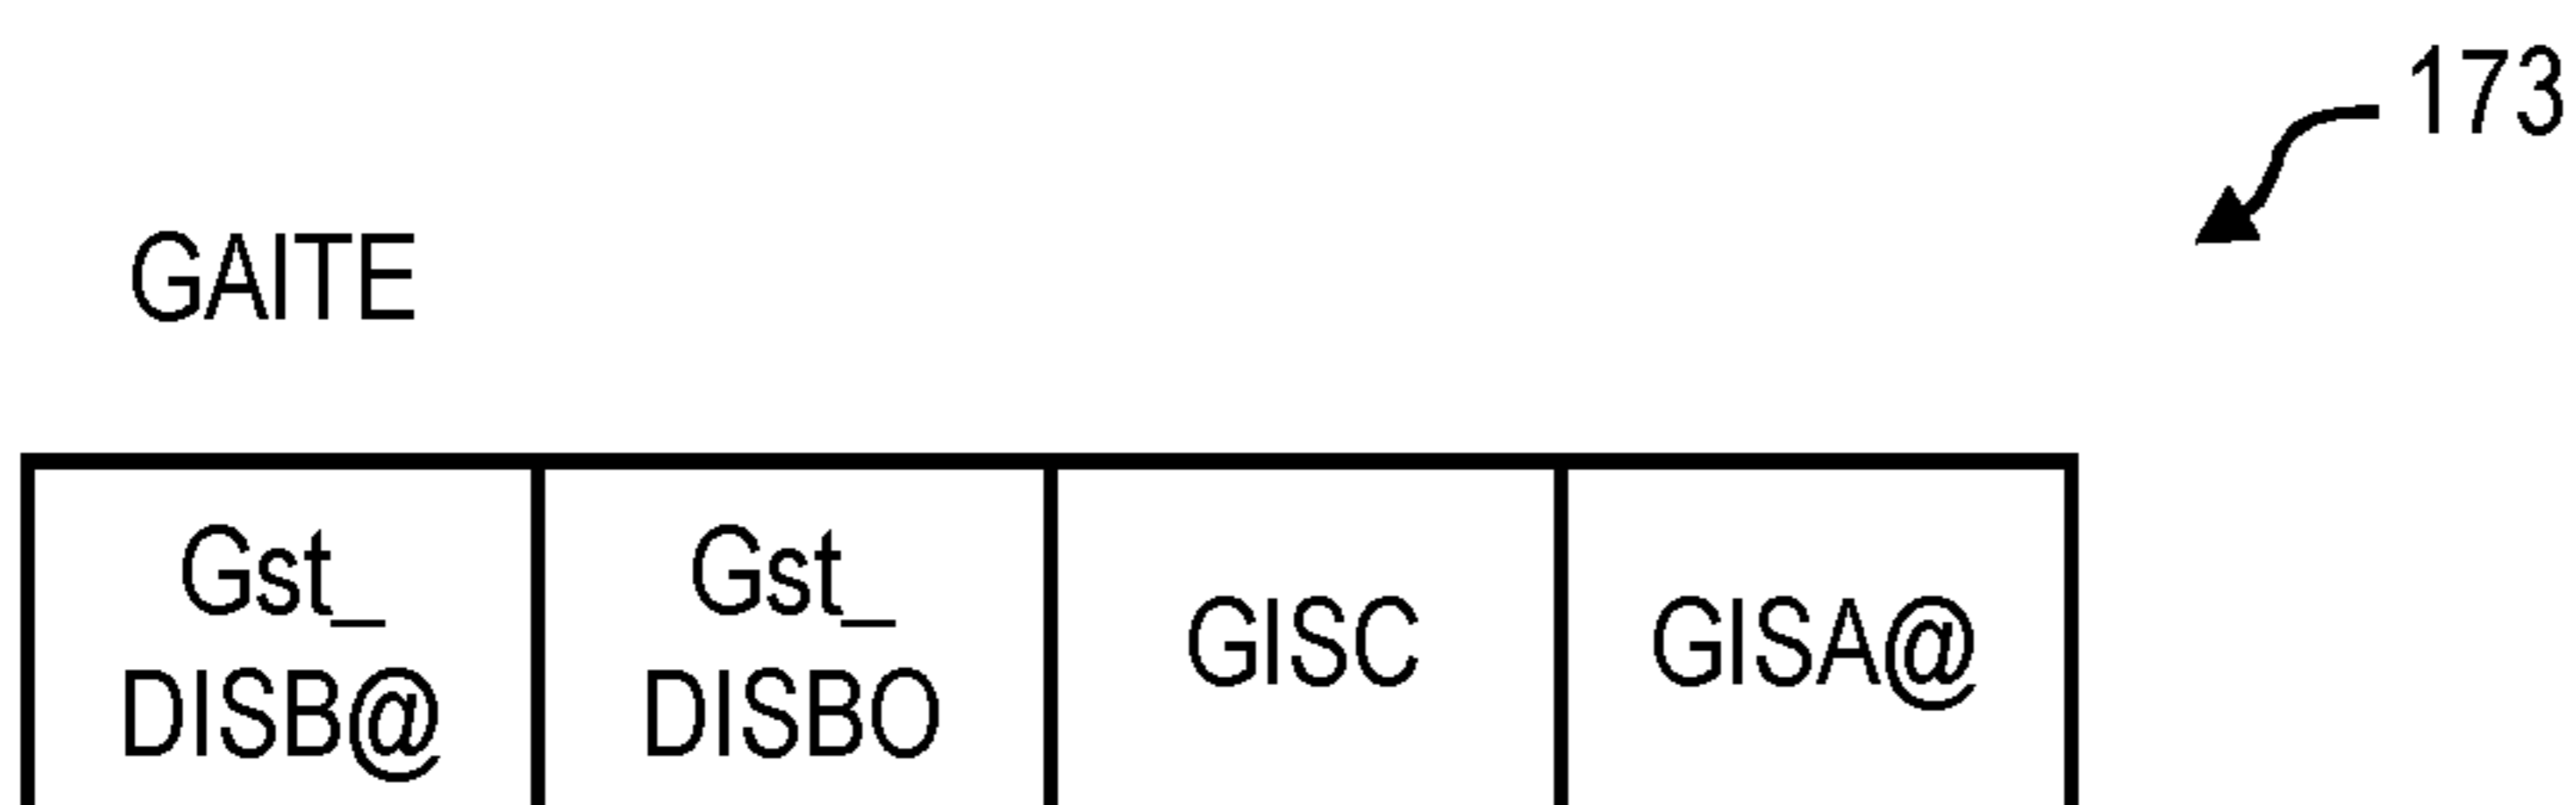 173
GAITE
Gst_
DISB@
Gst_
DISBO
GISC
GISA@